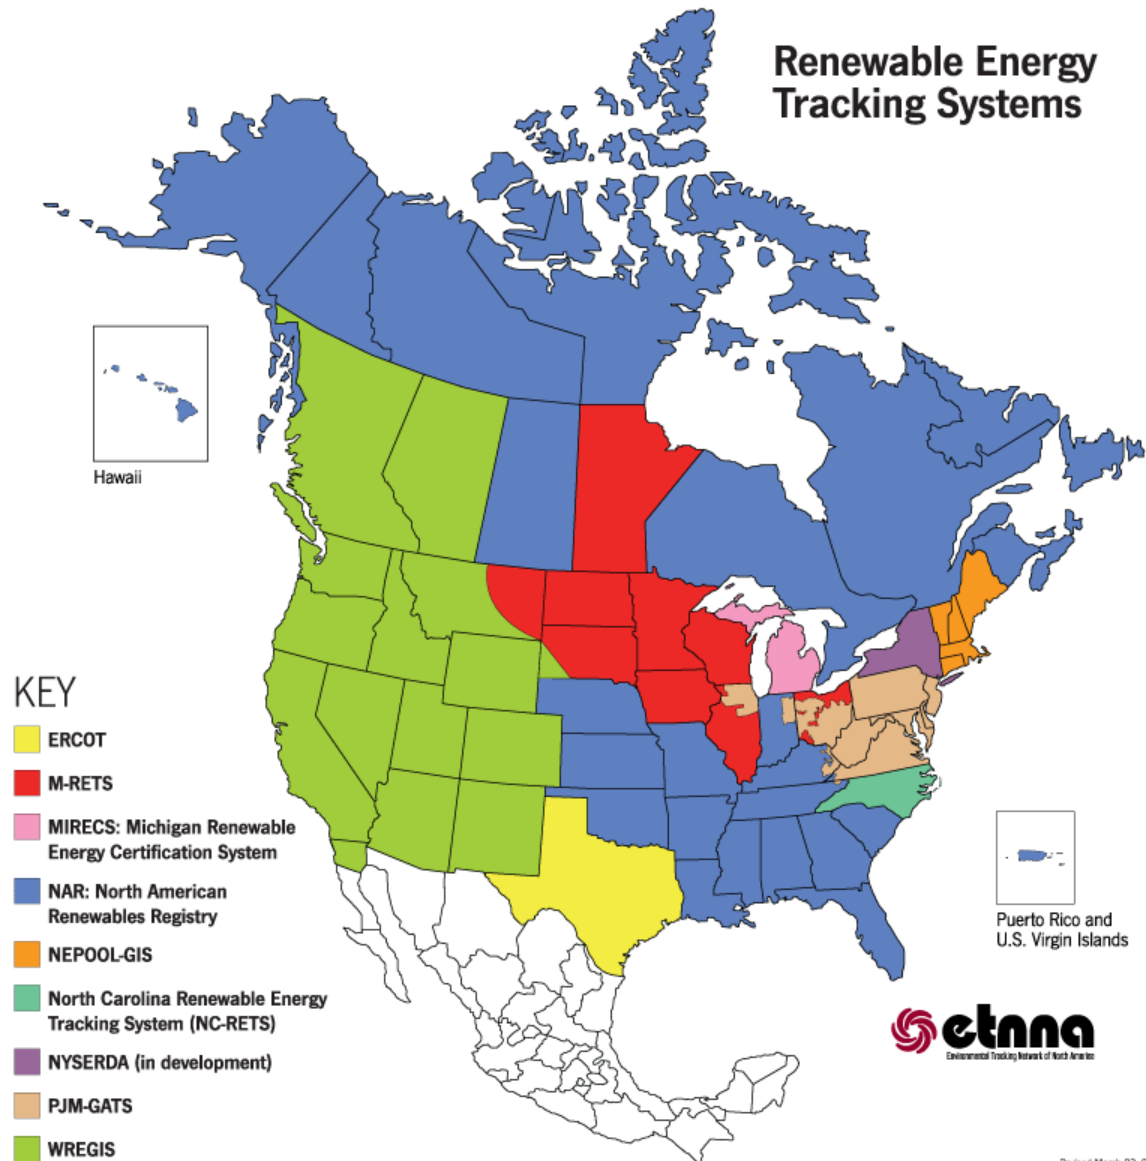 Renewable Energy
Tracking Systems
Hawaii
KEY
ERCOT
M-RETS
MIRECS: Michigan Renewable
Energy Certification System
NAR: North American
Renewables Registry
NEPOOL-GIS
North Carolina Renewable Energy
Tracking System (NC-RETS)
NYSERDA (in development)
PJM-GATS
WREGIS
Puerto Rico and
U.S. Virgin Islands
etnna
Environmental Tracking Network of North America